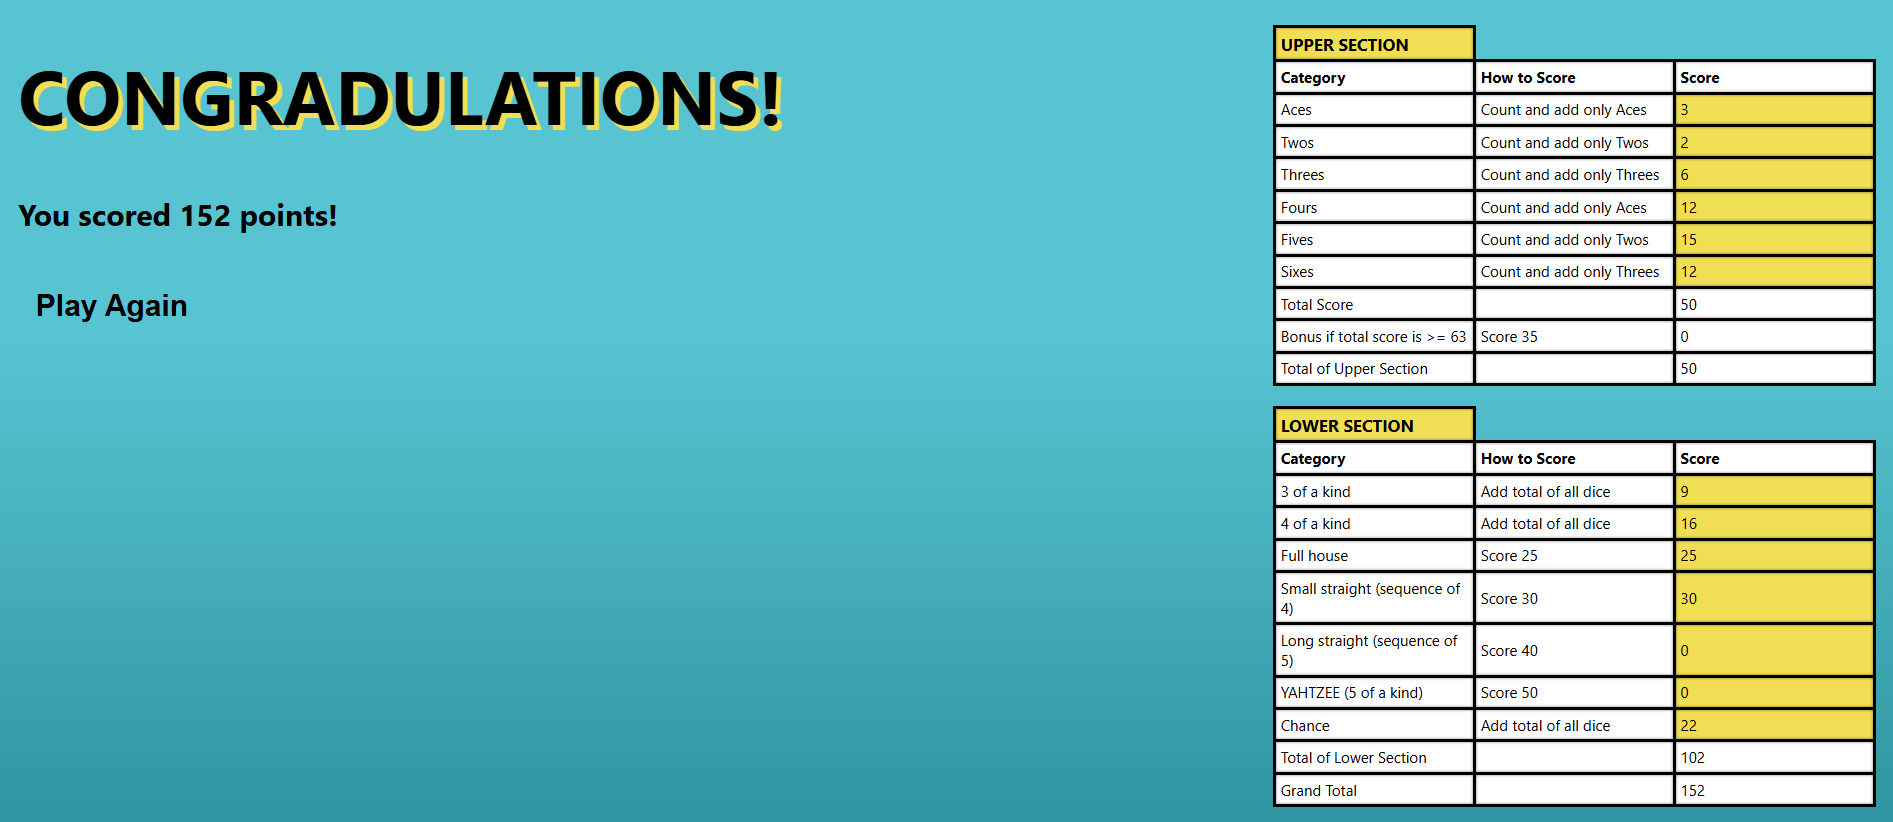 CONGRADULATIONS!
You scored 152 points!
Play Again
UPPER SECTION
Category How to Score Score
Aces Count and add only Aces 3
Twos Count and add only Twos 2
Threes Count and add only Threes 6
Fours Count and add only Aces 12
Fives Count and add only Twos 15
Sixes Count and add only Threes 12
Total Score 50
Bonus if total score is >= 63 Score 35 0
Total of Upper Section 50
LOWER SECTION
Category How to Score Score
3 of a kind Add total of all dice 9
4 of a kind Add total of all dice 16
Full house Score 25 25
Small straight (sequence of
4) Score 30 30
Long straight (sequence of
5) Score 40 0
YAHTZEE (5 of a kind) Score 50 0
Chance Add total of all dice 22
Total of Lower Section 102
Grand Total 152